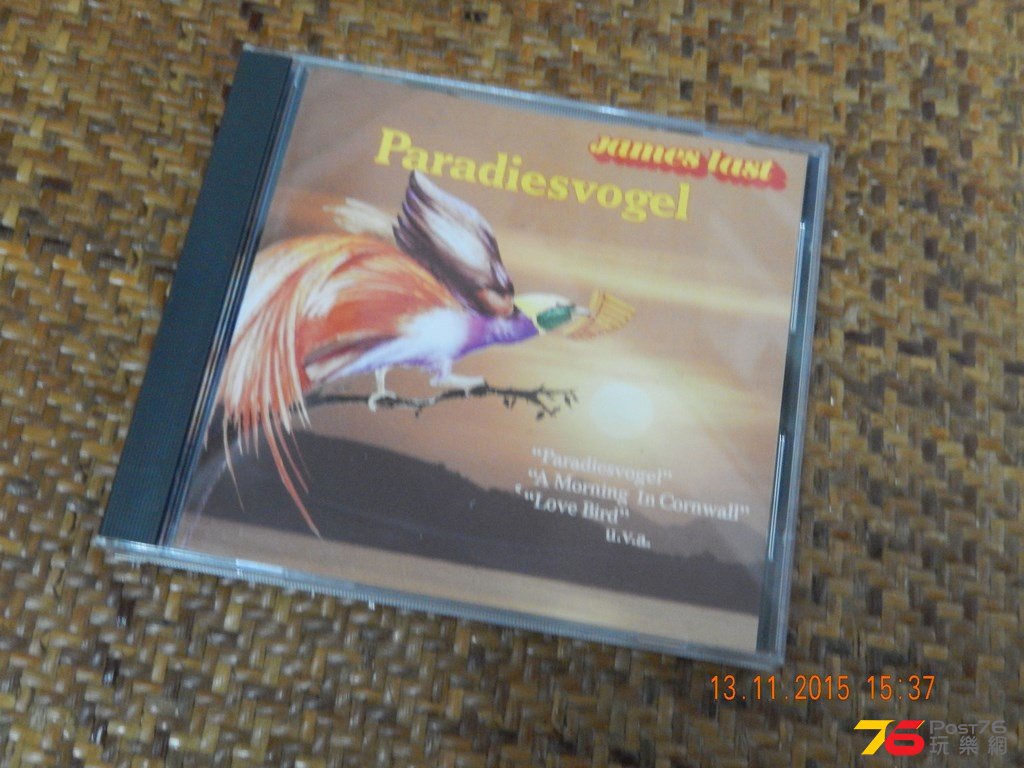 James Last
Paradiesvogel
"Paradiesvogel"
"A Morning In Cornwall"
"Love Bird"
u.v.a.
13.11.2015 15:37
76 Post76
玩樂網